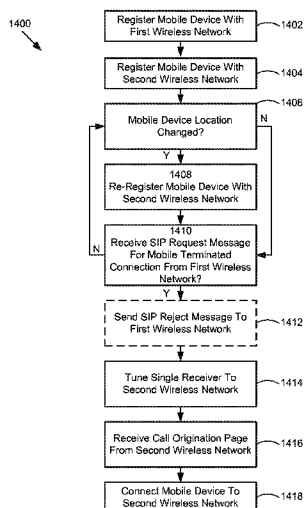 1400
Register Mobile Device With
First Wireless Network
1402
Register Mobile Device With
Second Wireless Network
1404
1406
Mobile Device Location
Changed?
N
Y
1408
Re-Register Mobile Device With
Second Wireless Network
1410
Receive SIP Request Message
For Mobile Terminated
Connection From First Wireless
Network?
N
Y
Send SIP Reject Message To
First Wireless Network
1412
Tune Single Receiver To
Second Wireless Network
1414
Receive Call Origination Page
From Second Wireless Network
1416
Connect Mobile Device To
Second Wireless Network
1418